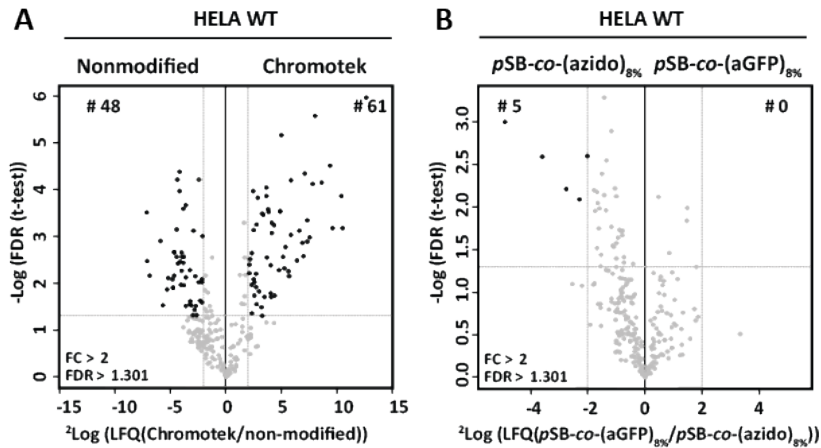 A
HELA WT
Nonmodified Chromotek
# 48 # 61
-Log (FDR (t-test))
6
5
4
3
2
1
0
FC > 2
FDR > 1.301
-15 -10 -5 0 5 10 15
²Log (LFQ(Chromotek/non-modified))
B
HELA WT
pSB-co-(azido)8% pSB-co-(aGFP)8%
# 5 # 0
-Log (FDR (t-test))
3.0
2.5
2.0
1.5
1.0
0.5
0.0
FC > 2
FDR > 1.301
-4 -2 0 2 4
²Log (LFQ(pSB-co-(aGFP)8%/pSB-co-(azido)8%))